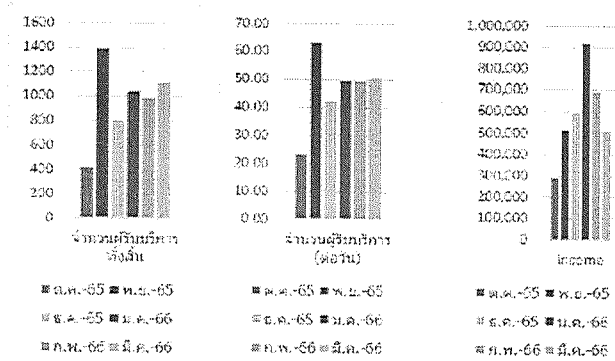 1600
1400
1200
1000
800
600
400
200
0
จำนวนผู้รับบริการ
ทั้งสิ้น
ต.ค.-65 พ.ย.-65
ธ.ค.-65 ม.ค.-66
ก.พ.-66 มี.ค.-66
70.00
60.00
50.00
40.00
30.00
20.00
10.00
0.00
จำนวนผู้รับบริการ
(ต่อวัน)
ต.ค.-65 พ.ย.-65
ธ.ค.-65 ม.ค.-66
ก.พ.-66 มี.ค.-66
1,000,000
900,000
800,000
700,000
600,000
500,000
400,000
300,000
200,000
100,000
0
income
ต.ค.-65 พ.ย.-65
ธ.ค.-65 ม.ค.-66
ก.พ.-66 มี.ค.-66